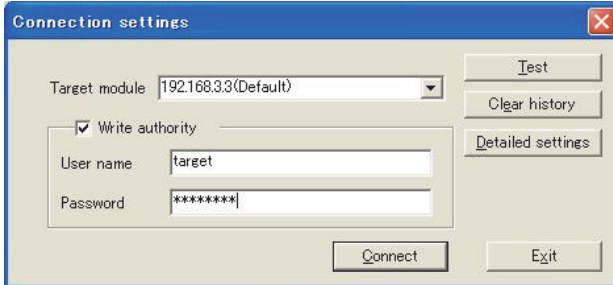 Connection settings
Test
Target module 192.168.3.3(Default)
Clear history
Write authority
Detailed settings
User name target
Password ********
Connect Exit